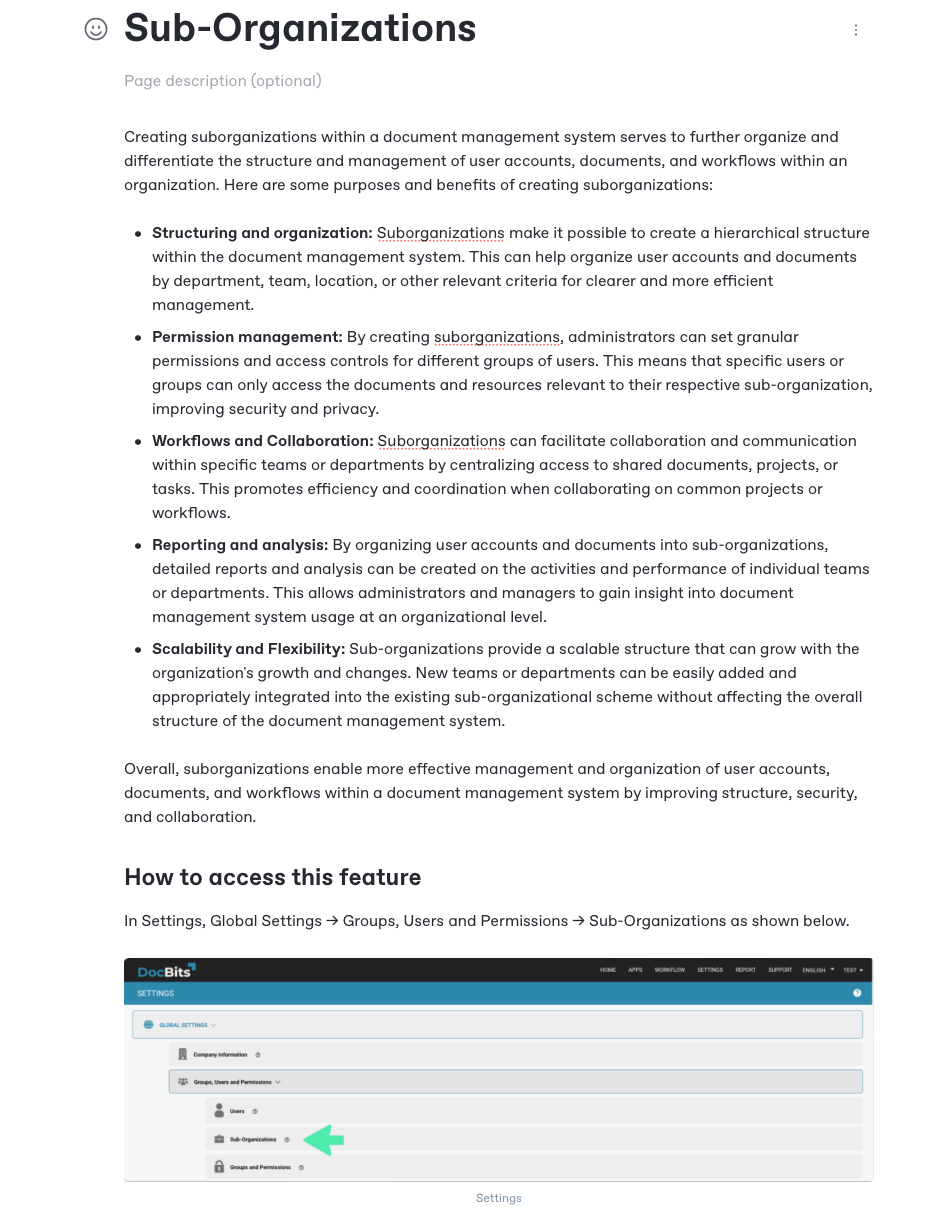 Sub-Organizations
Page description (optional)
Creating suborganizations within a document management system serves to further organize and
differentiate the structure and management of user accounts, documents, and workflows within an
organization. Here are some purposes and benefits of creating suborganizations:
• Structuring and organization: Suborganizations make it possible to create a hierarchical structure
within the document management system. This can help organize user accounts and documents
by department, team, location, or other relevant criteria for clearer and more efficient
management.
• Permission management: By creating suborganizations, administrators can set granular
permissions and access controls for different groups of users. This means that specific users or
groups can only access the documents and resources relevant to their respective sub-organization,
improving security and privacy.
• Workflows and Collaboration: Suborganizations can facilitate collaboration and communication
within specific teams or departments by centralizing access to shared documents, projects, or
tasks. This promotes efficiency and coordination when collaborating on common projects or
workflows.
• Reporting and analysis: By organizing user accounts and documents into sub-organizations,
detailed reports and analysis can be created on the activities and performance of individual teams
or departments. This allows administrators and managers to gain insight into document
management system usage at an organizational level.
• Scalability and Flexibility: Sub-organizations provide a scalable structure that can grow with the
organization's growth and changes. New teams or departments can be easily added and
appropriately integrated into the existing sub-organizational scheme without affecting the overall
structure of the document management system.
Overall, suborganizations enable more effective management and organization of user accounts,
documents, and workflows within a document management system by improving structure, security,
and collaboration.
How to access this feature
In Settings, Global Settings → Groups, Users and Permissions → Sub-Organizations as shown below.
DocBits HOME APPS WORKFLOW SETTINGS REPORT SUPPORT ENGLISH TEST
SETTINGS
GLOBAL SETTINGS
Company information
Groups, Users and Permissions
Users
Sub-Organizations
Groups and Permissions
Settings